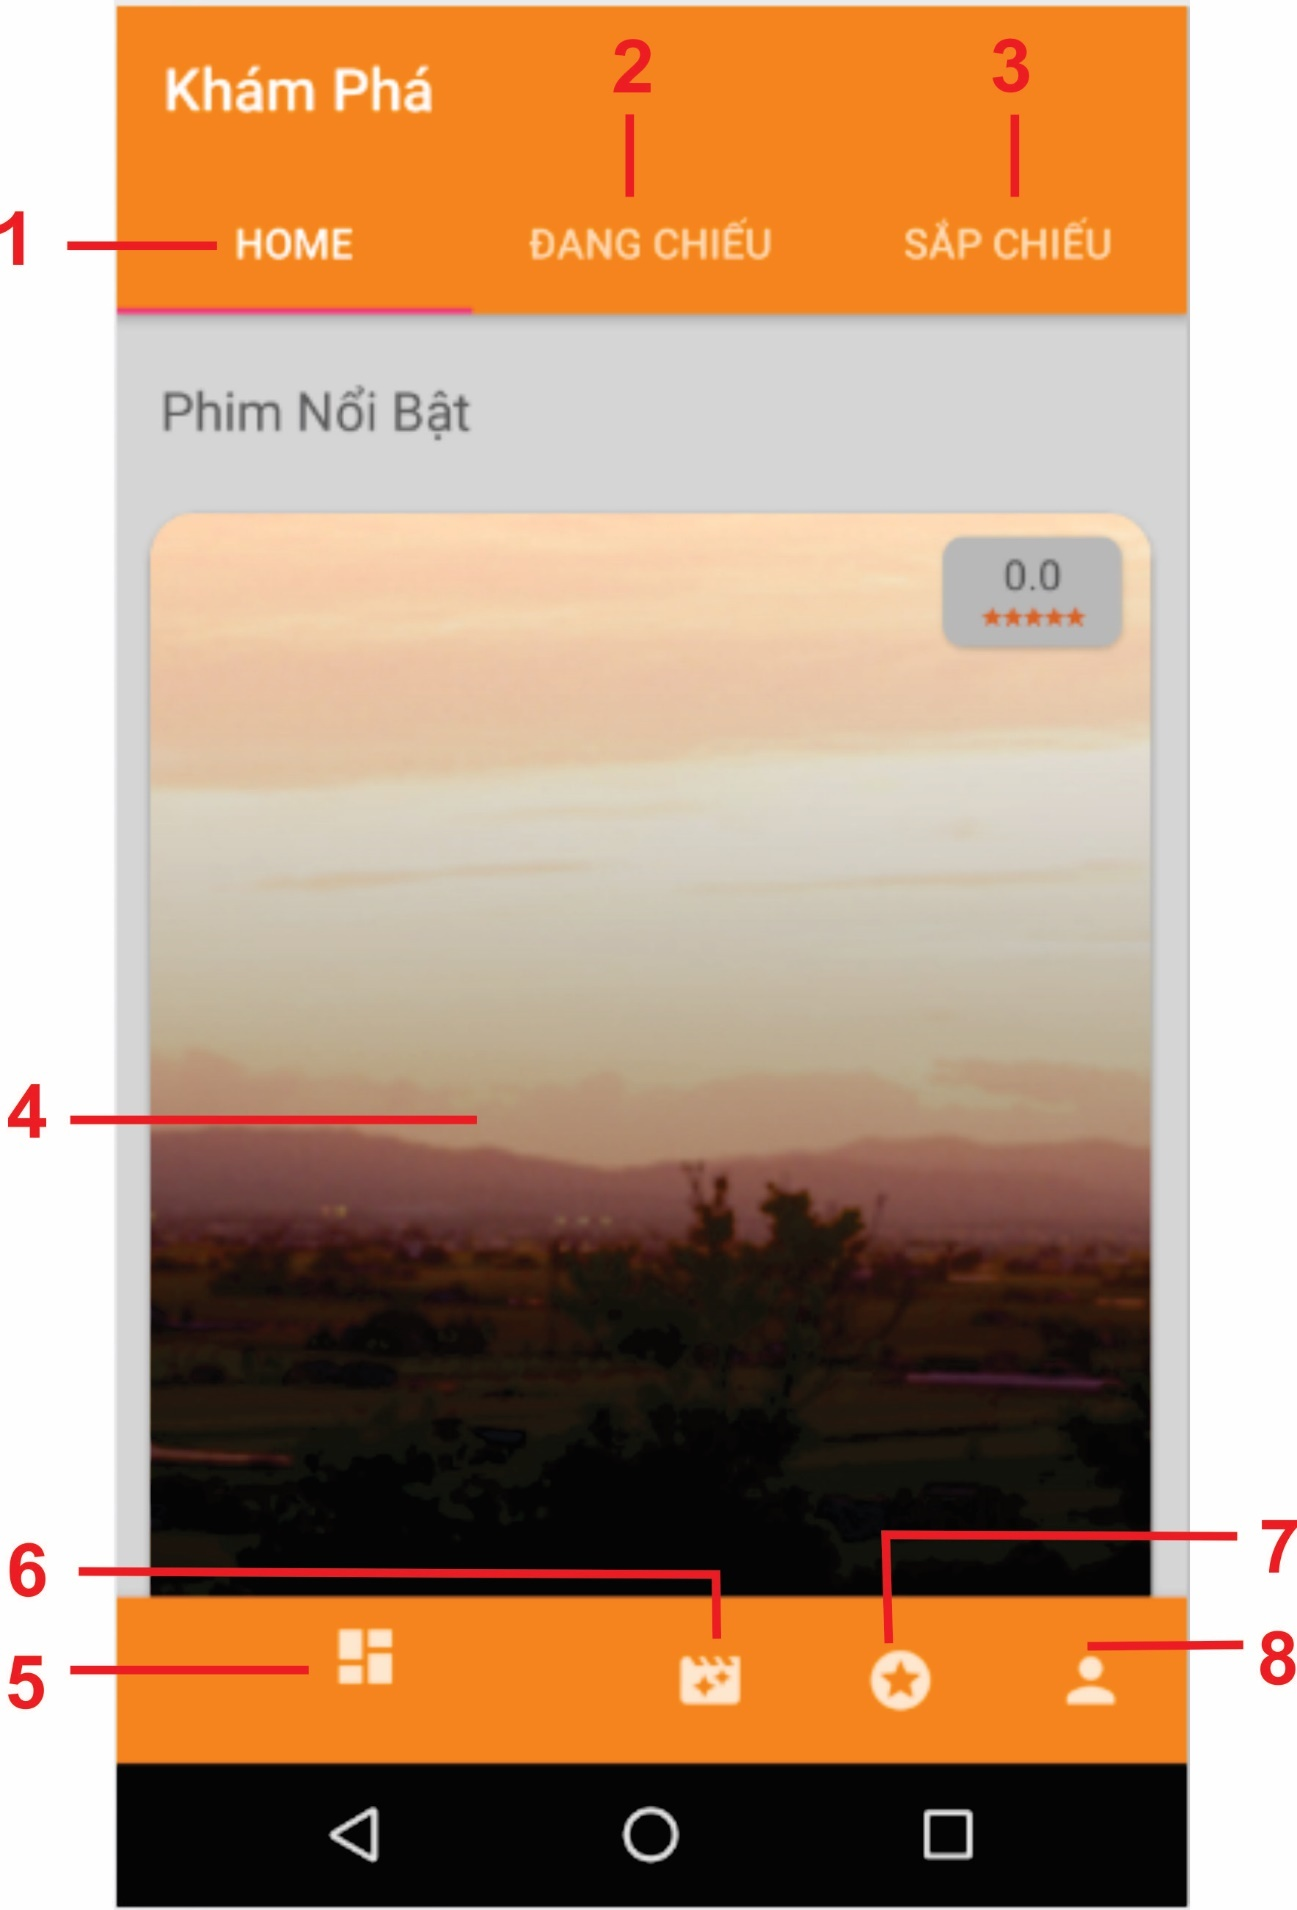 Khám Phá
2
3
1
HOME
ĐANG CHIẾU
SẮP CHIẾU
Phim Nổi Bật
0.0
4
6
7
5
8